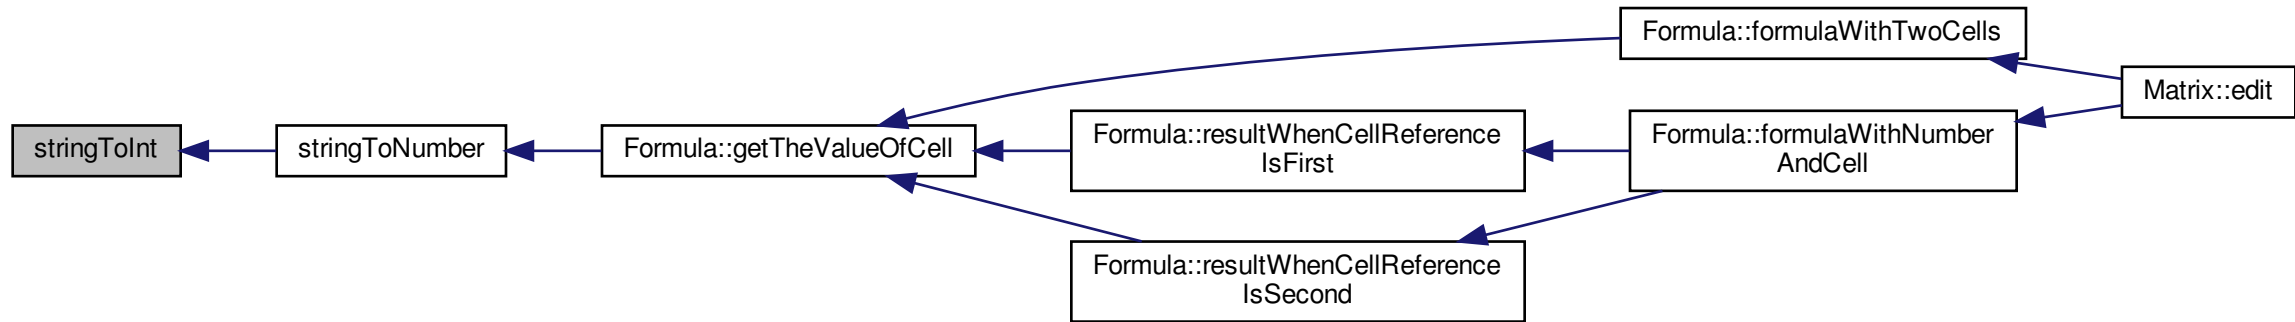 stringToInt
stringToNumber
Formula::getTheValueOfCell
Formula::formulaWithTwoCells
Formula::resultWhenCellReference
IsFirst
Formula::resultWhenCellReference
IsSecond
Formula::formulaWithNumber
AndCell
Matrix::edit